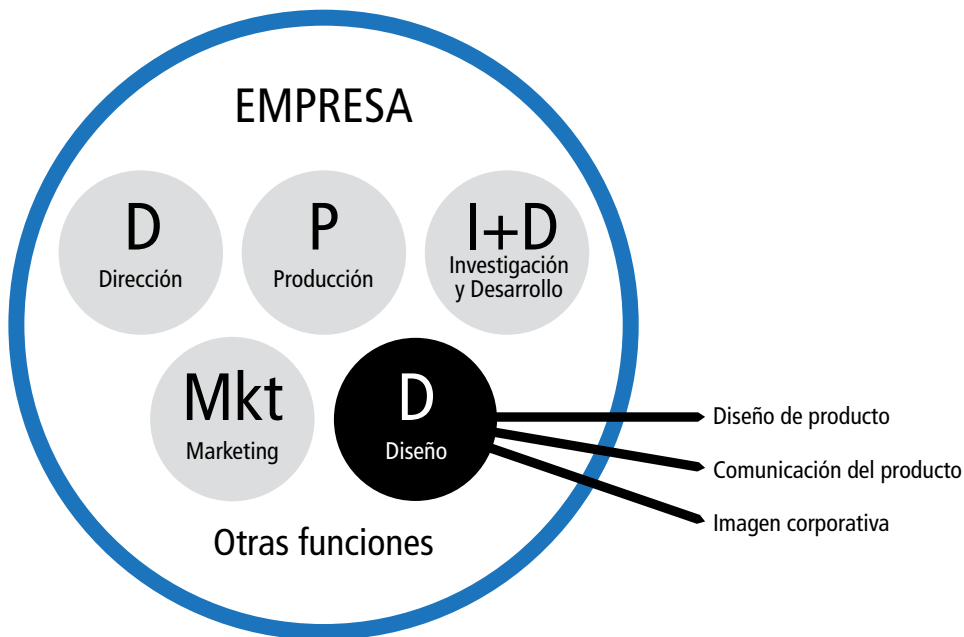 EMPRESA
D
Dirección
P
Producción
I+D
Investigación
y Desarrollo
Mkt
Marketing
D
Diseño
Diseño de producto
Comunicación del producto
Imagen corporativa
Otras funciones